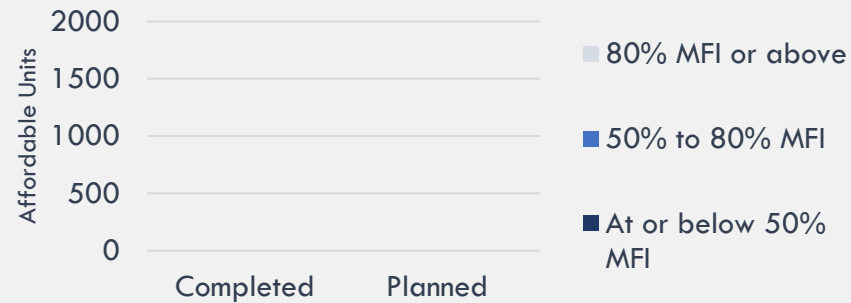 2000
1500
1000
500
0
Affordable Units
Completed
Planned
80% MFI or above
50% to 80% MFI
At or below 50%
MFI